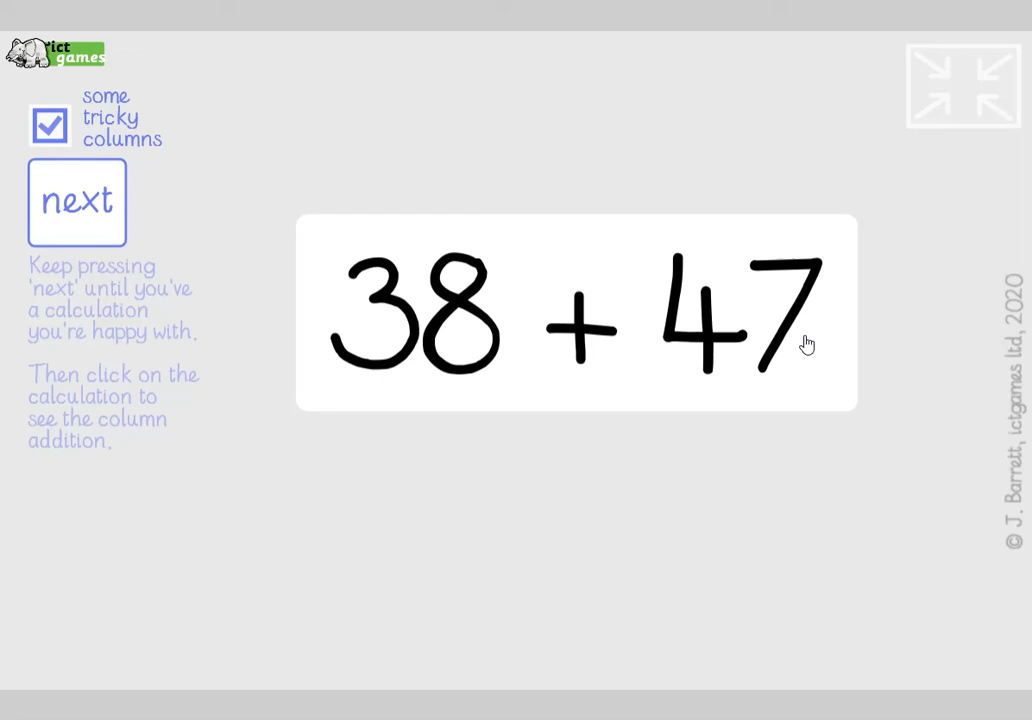 ict
games
some
tricky
columns
next
Keep pressing
'next' until you've
a calculation
you're happy with.
Then click on the
calculation to
see the column
addition.
38 + 47
© J. Barrett, ictgames ltd, 2020